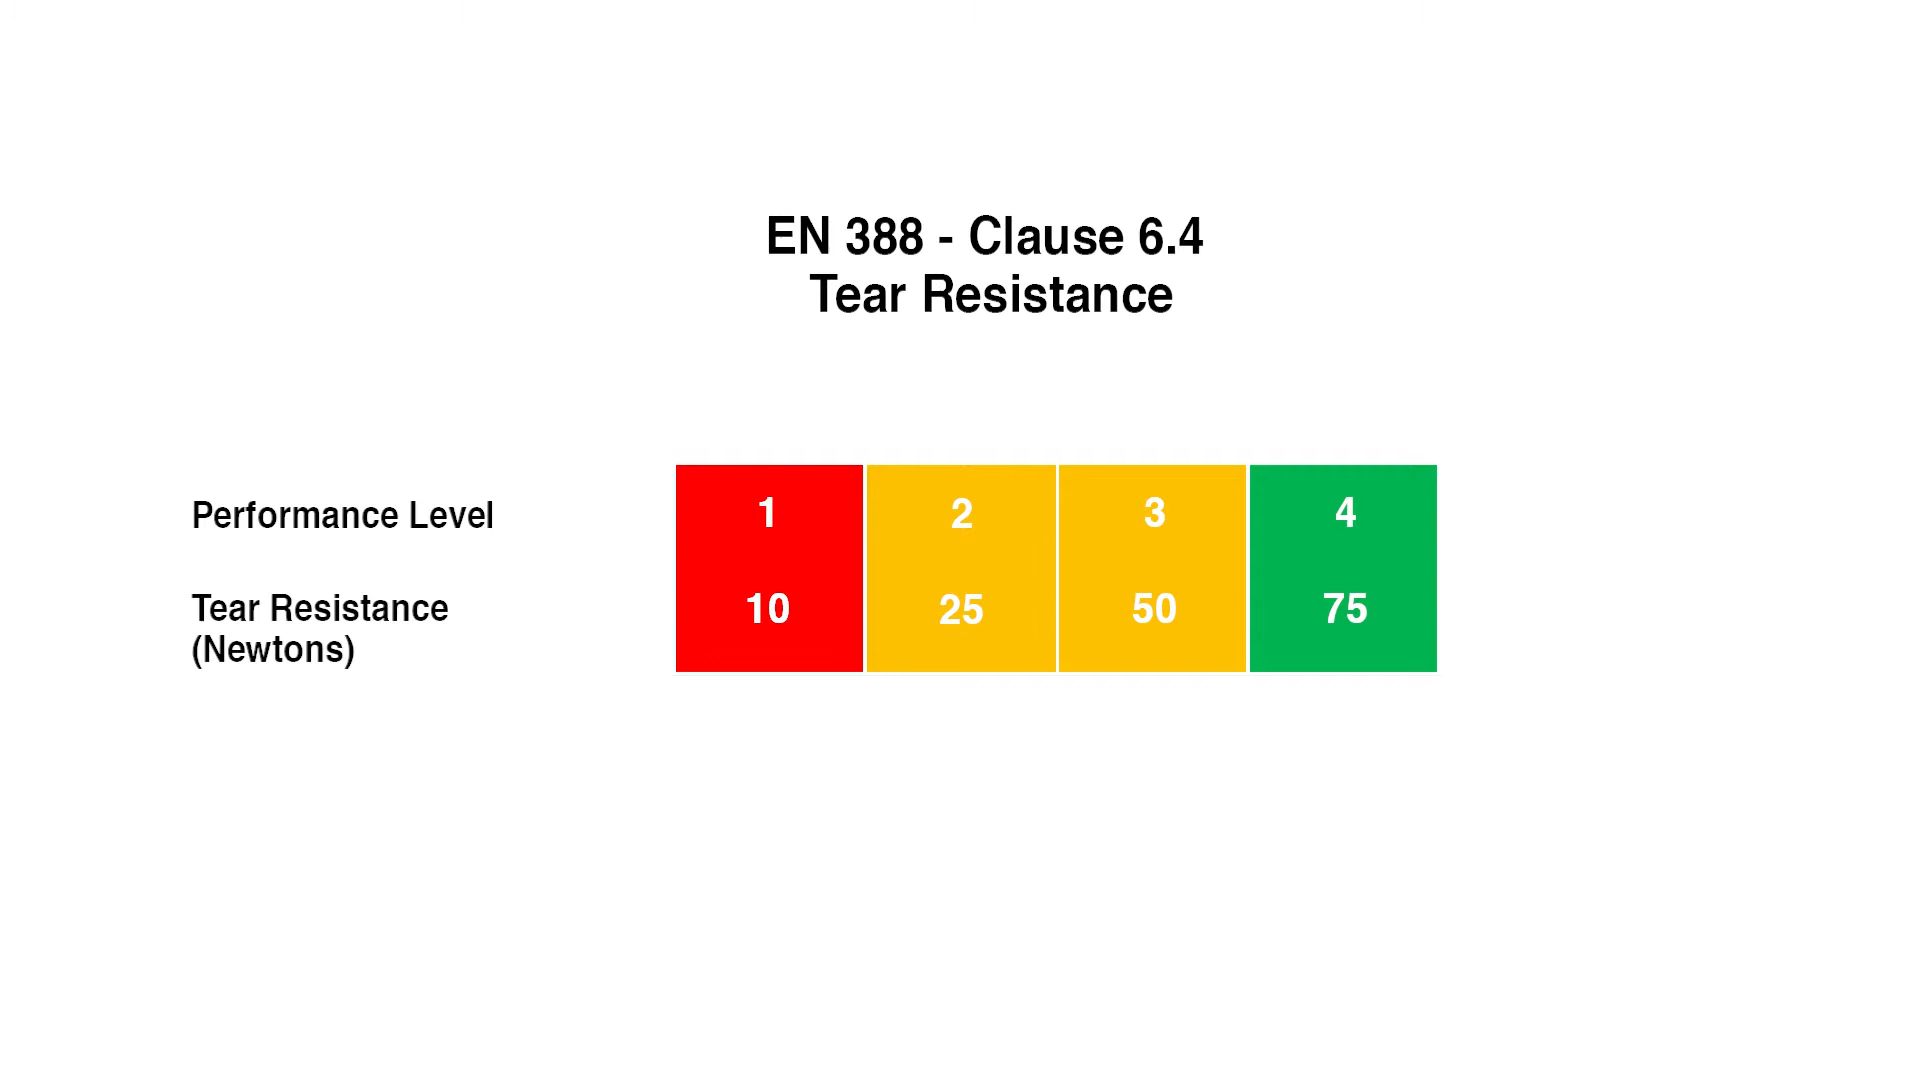 EN 388 - Clause 6.4
Tear Resistance
Performance Level 1 2 3 4
Tear Resistance
(Newtons) 10 25 50 75